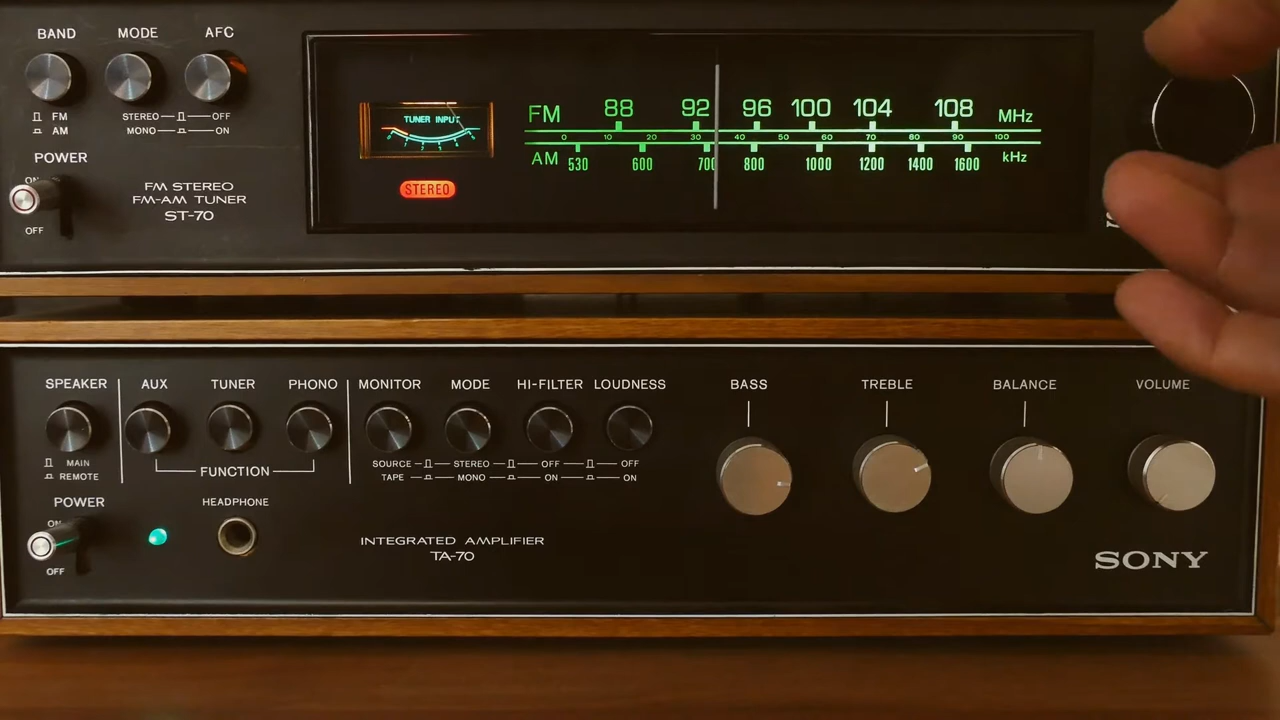 BAND MODE AFC
FM STEREO OFF
AM MONO ON
POWER
ON
OFF
FM STEREO
FM-AM TUNER
ST-70
TUNER INPUT
STEREO
FM 88 92 96 100 104 108 MHz
0 10 20 30 40 50 60 70 80 90 100
AM 530 600 700 800 1000 1200 1400 1600 kHz
SPEAKER AUX TUNER PHONO MONITOR MODE HI-FILTER LOUDNESS BASS TREBLE BALANCE VOLUME
MAIN FUNCTION SOURCE STEREO OFF OFF
REMOTE TAPE MONO ON ON
POWER HEADPHONE
ON
OFF
INTEGRATED AMPLIFIER
TA-70
SONY